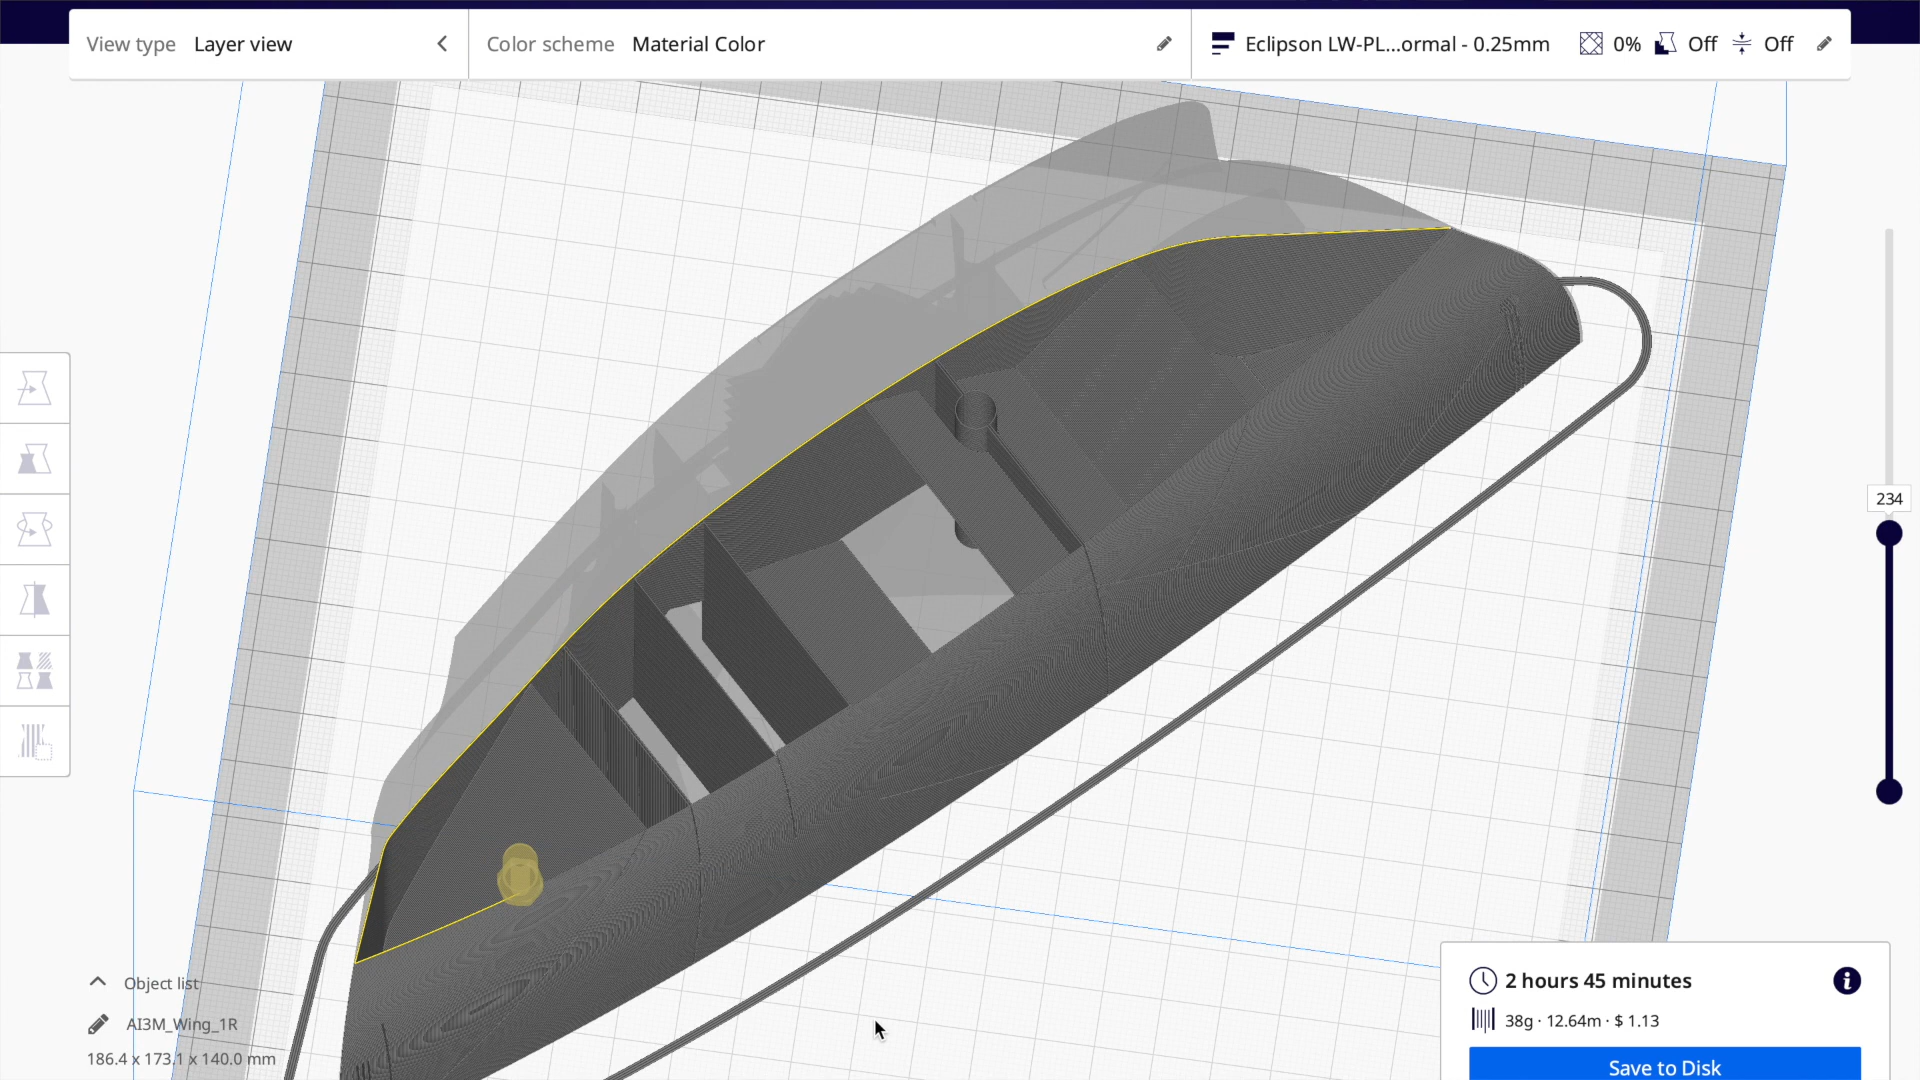 View type Layer view
Color scheme Material Color
Eclipson LW-PL...ormal - 0.25mm 0% Off Off
234
Object list
AI3M_Wing_1R
186.4 x 173.1 x 140.0 mm
2 hours 45 minutes
38g · 12.64m · $ 1.13
Save to Disk